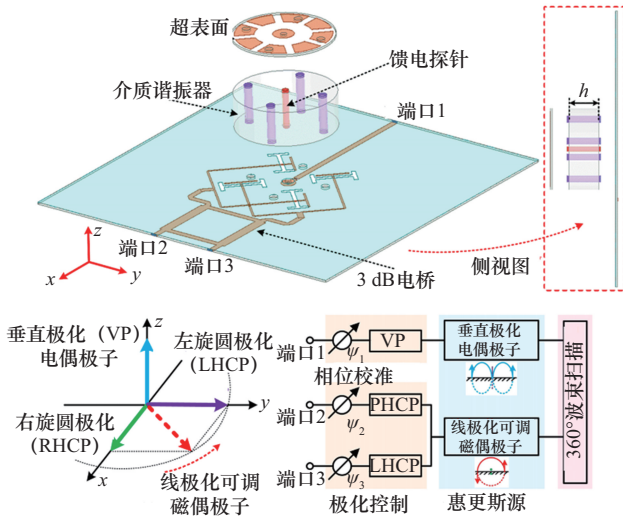 超表面
馈电探针
介质谐振器
端口1
h
端口2
端口3
3 dB电桥
侧视图
z
y
x
垂直极化（VP）
电偶极子
z
左旋圆极化
（LHCP）
y
右旋圆极化
(RHCP)
x
线极化可调
磁偶极子
端口1
ψ1
VP
垂直极化
电偶极子
相位校准
端口2
ψ2
PHCP
线极化可调
磁偶极子
端口3
ψ3
LHCP
极化控制
惠更斯源
360°波束扫描